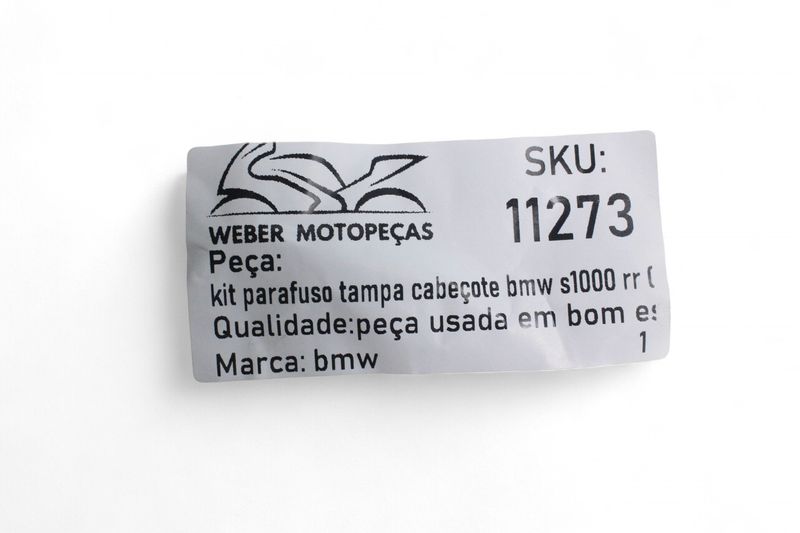 SKU:
11273
WEBER MOTOPEÇAS
Peça:
kit parafuso tampa cabeçote bmw s1000 rr (
Qualidade:peça usada em bom es
Marca: bmw
1